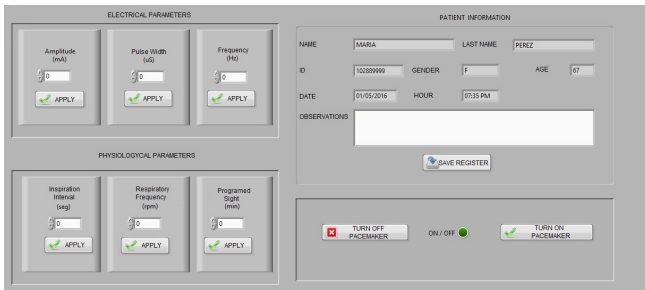 ELECTRICAL PARAMETERS
Amplitude
(mA)
0
APPLY
Pulse Width
(uS)
0
APPLY
Frequency
(Hz)
0
APPLY
PHYSIOLOGYCAL PARAMETERS
Inspiration
Interval
(seg)
0
APPLY
Respiratory
Frequency
(rpm)
0
APPLY
Programed
Sight
(min)
0
APPLY
PATIENT INFORMATION
NAME MARIA LAST NAME PEREZ
ID 102889999 GENDER F AGE 67
DATE 01/05/2016 HOUR 07:35 PM
OBSERVATIONS
SAVE REGISTER
TURN OFF
PACEMAKER
ON / OFF
TURN ON
PACEMAKER